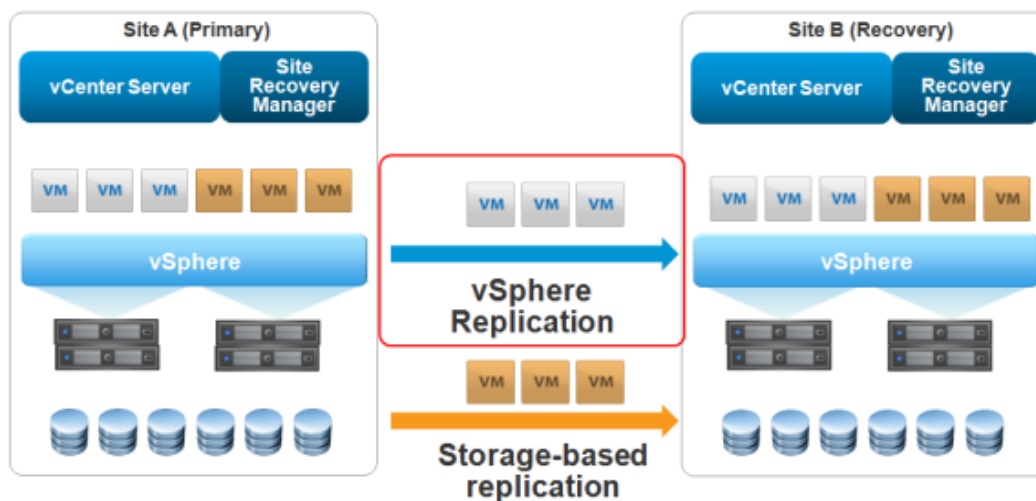 Site A (Primary)
vCenter Server
Site
Recovery
Manager
VM VM VM VM VM VM
vSphere
VM VM VM
vSphere
Replication
VM VM VM
Storage-based
replication
Site B (Recovery)
vCenter Server
Site
Recovery
Manager
VM VM VM VM VM VM
vSphere